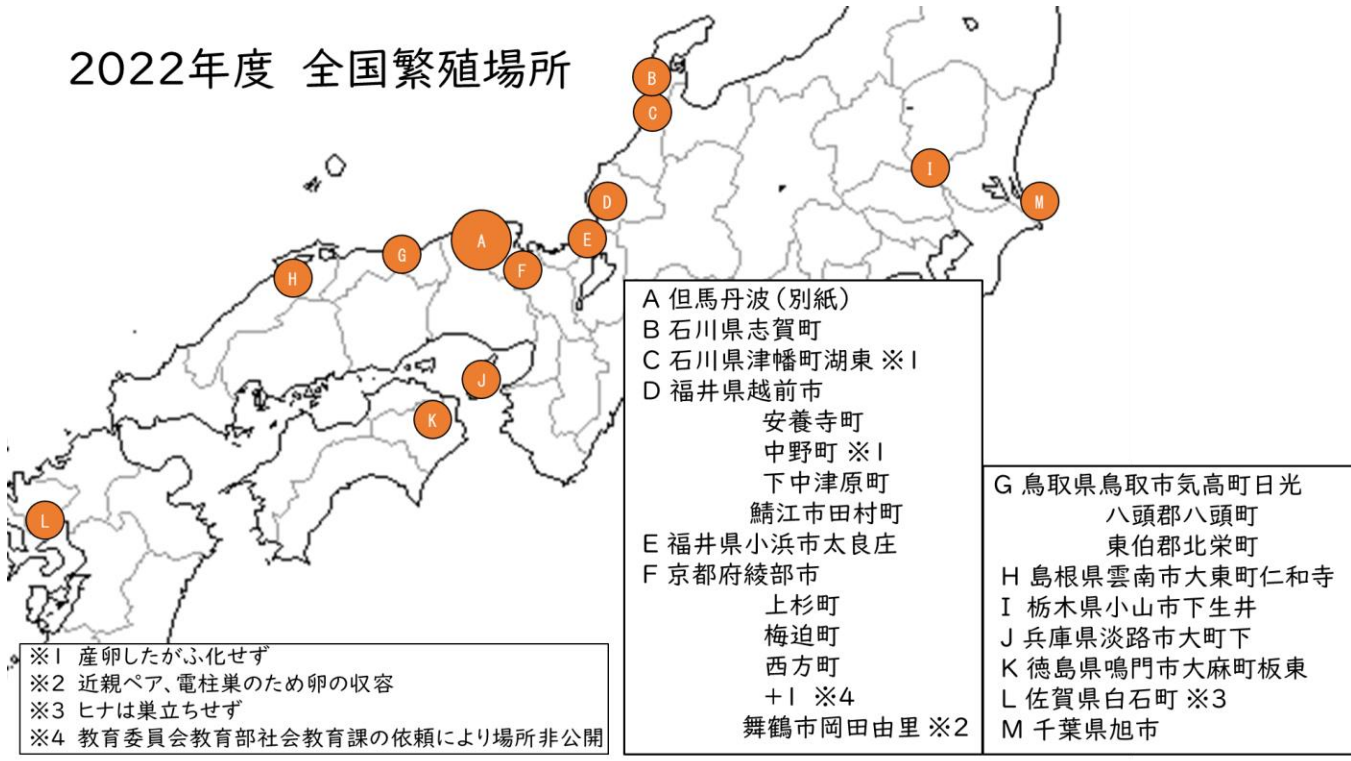 2022年度 全国繁殖場所
B
C
I
D
M
E
A
G
F
H
J
K
L
A 但馬丹波（別紙）
B 石川県志賀町
C 石川県津幡町湖東 ※1
D 福井県越前市
安養寺町
中野町 ※1
下中津原町
鯖江市田村町
E 福井県小浜市太良庄
F 京都府綾部市
上杉町
梅迫町
西方町
+1 ※4
舞鶴市岡田由里 ※2
G 鳥取県鳥取市気高町日光
八頭郡八頭町
東伯郡北栄町
H 島根県雲南市大東町仁和寺
I 栃木県小山市下生井
J 兵庫県淡路市大町下
K 徳島県鳴門市大麻町板東
L 佐賀県白石町 ※3
M 千葉県旭市
※1 産卵したがふ化せず
※2 近親ペア、電柱巣のため卵の収容
※3 ヒナは巣立ちせず
※4 教育委員会教育部社会教育課の依頼により場所非公開